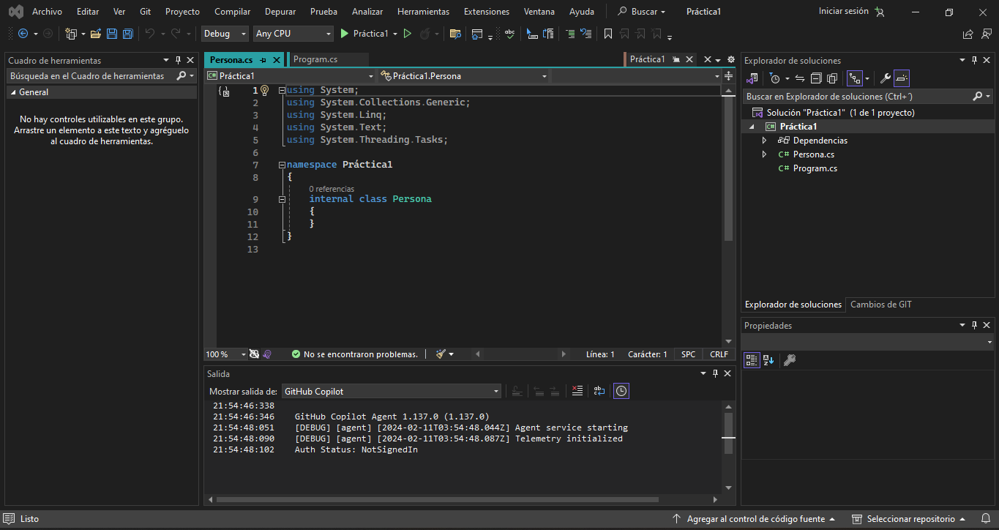 Archivo Editar Ver Git Proyecto Compilar Depurar Prueba Analizar Herramientas Extensiones Ventana Ayuda Buscar Práctica1 Iniciar sesión
Debug Any CPU Práctica1 abc
Cuadro de herramientas
Búsqueda en el Cuadro de herramientas
General
No hay controles utilizables en este grupo.
Arrastre un elemento a este texto y agréguelo
al cuadro de herramientas.
Persona.cs Program.cs Práctica1
C# Práctica1 Práctica1.Persona
1 using System;
2 using System.Collections.Generic;
3 using System.Linq;
4 using System.Text;
5 using System.Threading.Tasks;
6
7 namespace Práctica1
8 {
0 referencias
9 internal class Persona
10 {
11 }
12 }
13
100 % No se encontraron problemas. Línea: 1 Carácter: 1 SPC CRLF
Salida
Mostrar salida de: GitHub Copilot
21:54:46:338
21:54:46:346 GitHub Copilot Agent 1.137.0 (1.137.0)
21:54:48:051 [DEBUG] [agent] [2024-02-11T03:54:48.044Z] Agent service starting
21:54:48:090 [DEBUG] [agent] [2024-02-11T03:54:48.087Z] Telemetry initialized
21:54:48:102 Auth Status: NotSignedIn
Explorador de soluciones
Buscar en Explorador de soluciones (Ctrl+´)
Solución "Práctica1" (1 de 1 proyecto)
C# Práctica1
Dependencias
C# Persona.cs
C# Program.cs
Explorador de soluciones Cambios de GIT
Propiedades
Listo Agregar al control de código fuente Seleccionar repositorio